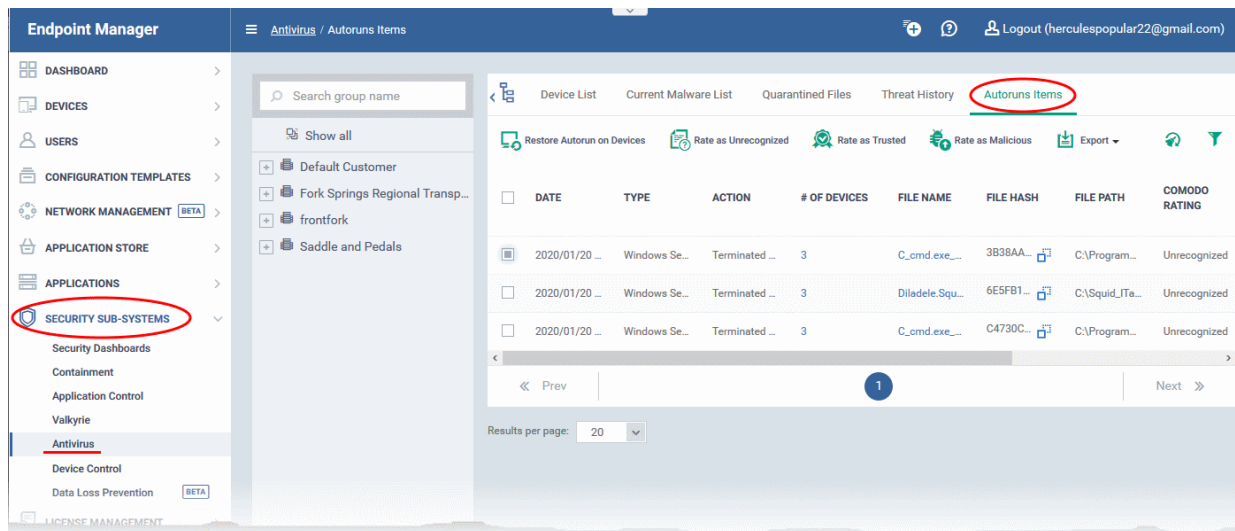 Endpoint Manager
Antivirus / Autoruns Items
Logout (herculespopular22@gmail.com)
DASHBOARD
DEVICES
USERS
CONFIGURATION TEMPLATES
NETWORK MANAGEMENT BETA
APPLICATION STORE
APPLICATIONS
SECURITY SUB-SYSTEMS
Security Dashboards
Containment
Application Control
Valkyrie
Antivirus
Device Control
Data Loss Prevention BETA
LICENSE MANAGEMENT
Search group name
Show all
Default Customer
Fork Springs Regional Transp...
frontfork
Saddle and Pedals
Device List Current Malware List Quarantined Files Threat History Autoruns Items
Restore Autorun on Devices Rate as Unrecognized Rate as Trusted Rate as Malicious Export
DATE TYPE ACTION # OF DEVICES FILE NAME FILE HASH FILE PATH COMODO RATING
2020/01/20 ... Windows Se... Terminated ... 3 C_cmd.exe_... 3B38AA... C:\Program... Unrecognized
2020/01/20 ... Windows Se... Terminated ... 3 Diladele.Squ... 6E5FB1... C:\Squid_ITa... Unrecognized
2020/01/20 ... Windows Se... Terminated ... 3 C_cmd.exe_... C4730C... C:\Program... Unrecognized
Prev 1 Next
Results per page: 20